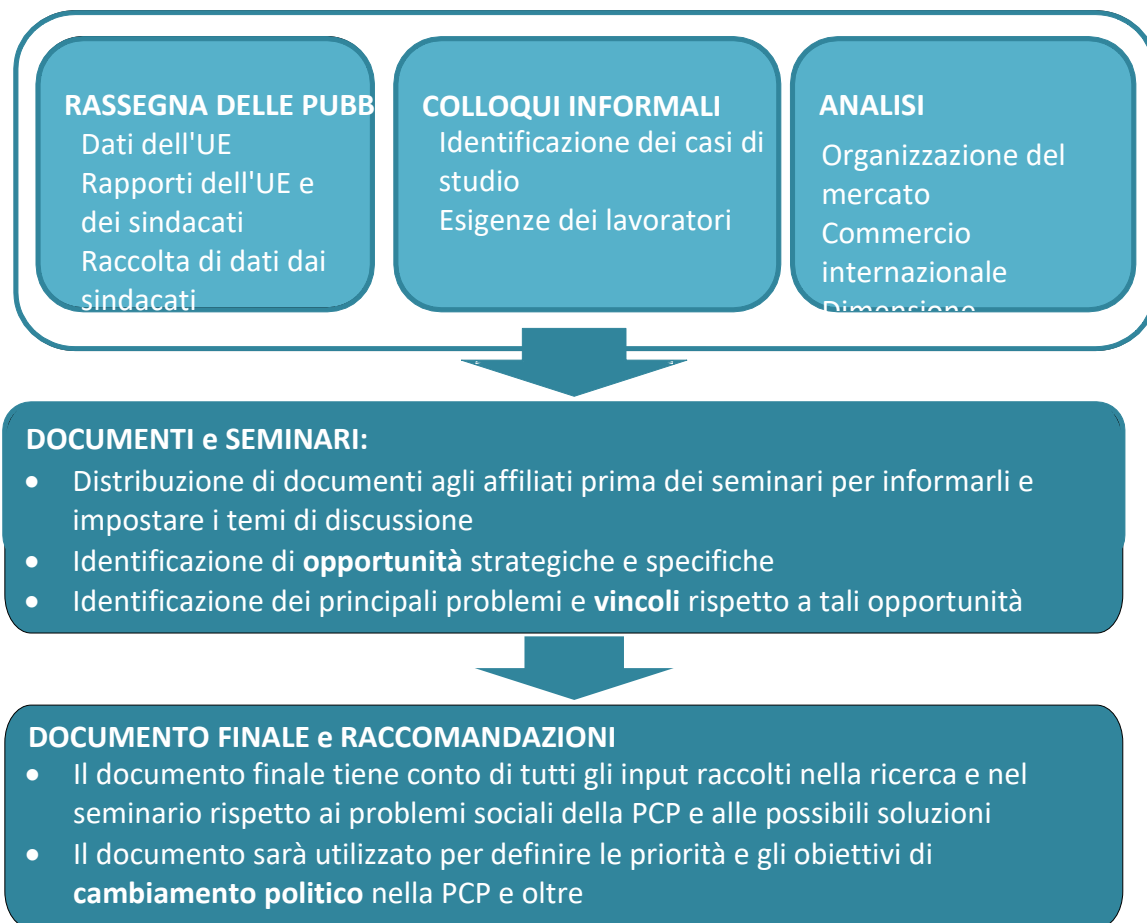 RASSEGNA DELLE PUBB
Dati dell'UE
Rapporti dell'UE e
dei sindacati
Raccolta di dati dai
sindacati
COLLOQUI INFORMALI
Identificazione dei casi di
studio
Esigenze dei lavoratori
ANALISI
Organizzazione del
mercato
Commercio
internazionale
Dimensione
DOCUMENTI e SEMINARI:
• Distribuzione di documenti agli affiliati prima dei seminari per informarli e
impostare i temi di discussione
• Identificazione di opportunità strategiche e specifiche
• Identificazione dei principali problemi e vincoli rispetto a tali opportunità
DOCUMENTO FINALE e RACCOMANDAZIONI
• Il documento finale tiene conto di tutti gli input raccolti nella ricerca e nel
seminario rispetto ai problemi sociali della PCP e alle possibili soluzioni
• Il documento sarà utilizzato per definire le priorità e gli obiettivi di
cambiamento politico nella PCP e oltre